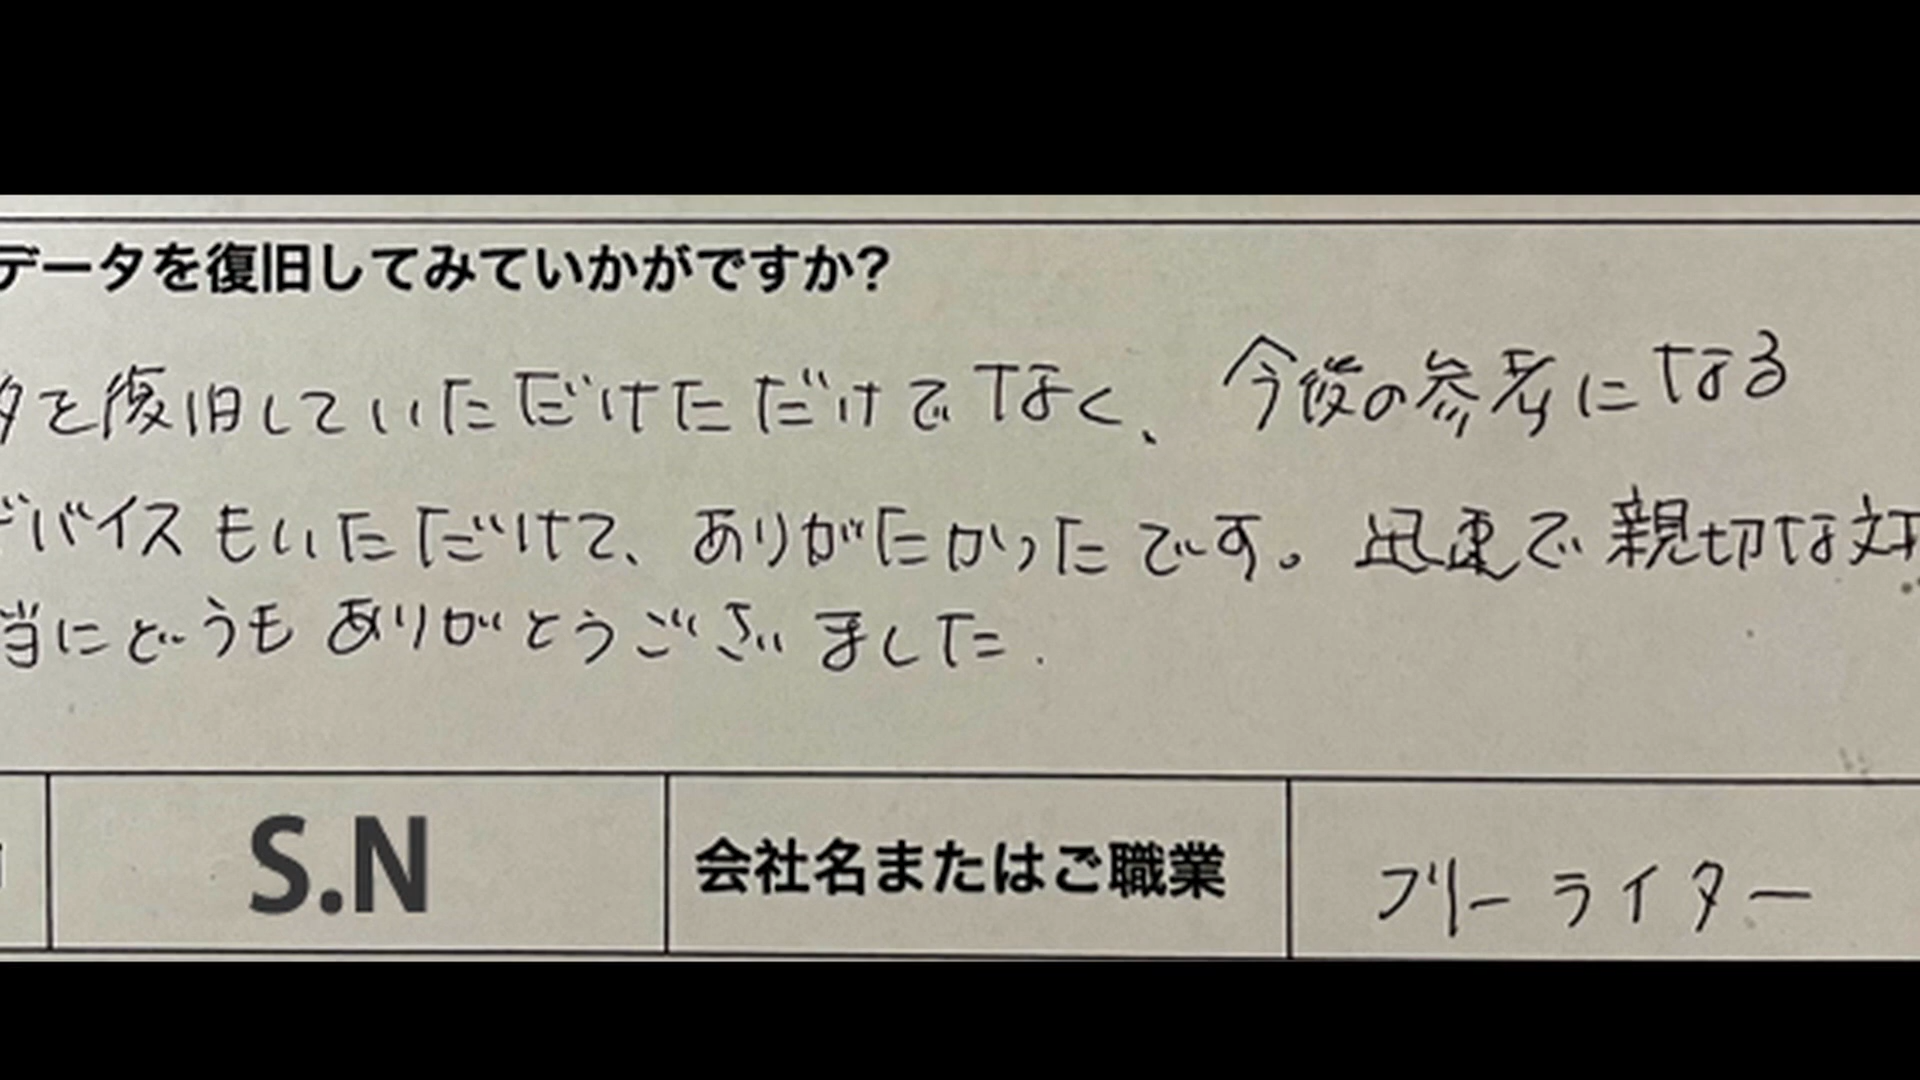 データを復旧してみていかがですか?
タを復旧していただけただけでなく、今後の参考になる
デバイスもいただけて、ありがたかったです。迅速で親切な対
当にどうもありがとうございました.
S.N
会社名またはご職業
フリーライター